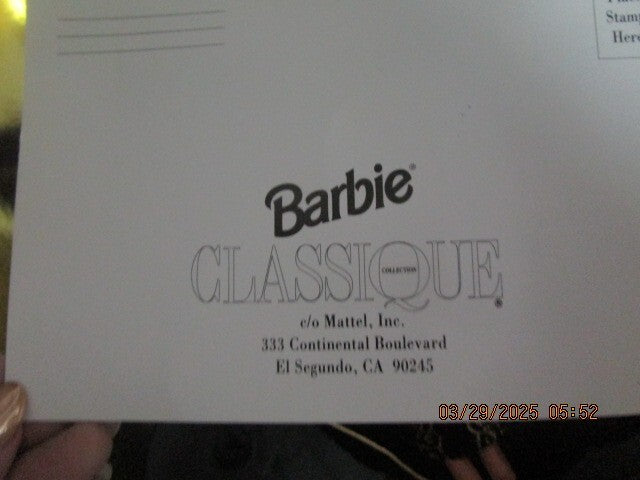 Stamp
Here
Barbie®
CLASSIQUE®
COLLECTION
c/o Mattel, Inc.
333 Continental Boulevard
El Segundo, CA 90245
03/29/2025 05:52